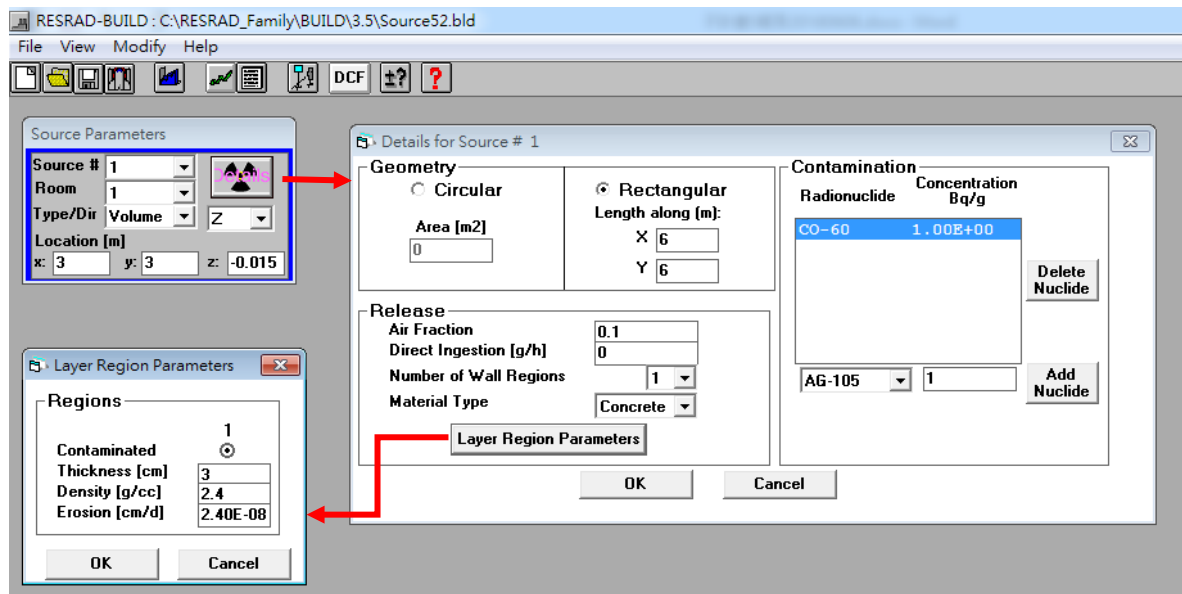 RESRAD-BUILD : C:\RESRAD_Family\BUILD\3.5\Source52.bld
File View Modify Help
DCF ±? ?
Source Parameters
Source # 1
Details
Room 1
Type/Dir Volume Z
Location [m]
x: 3 y: 3 z: -0.015
Details for Source # 1
Geometry
Circular
Area [m2]
0
Rectangular
Length along (m):
X 6
Y 6
Release
Air Fraction 0.1
Direct Ingestion [g/h] 0
Number of Wall Regions 1
Material Type Concrete
Layer Region Parameters
Contamination
Radionuclide Concentration
Bq/g
CO-60 1.00E+00
Delete
Nuclide
AG-105 1
Add
Nuclide
OK Cancel
Layer Region Parameters
Regions
1
Contaminated
Thickness [cm] 3
Density [g/cc] 2.4
Erosion [cm/d] 2.40E-08
OK Cancel